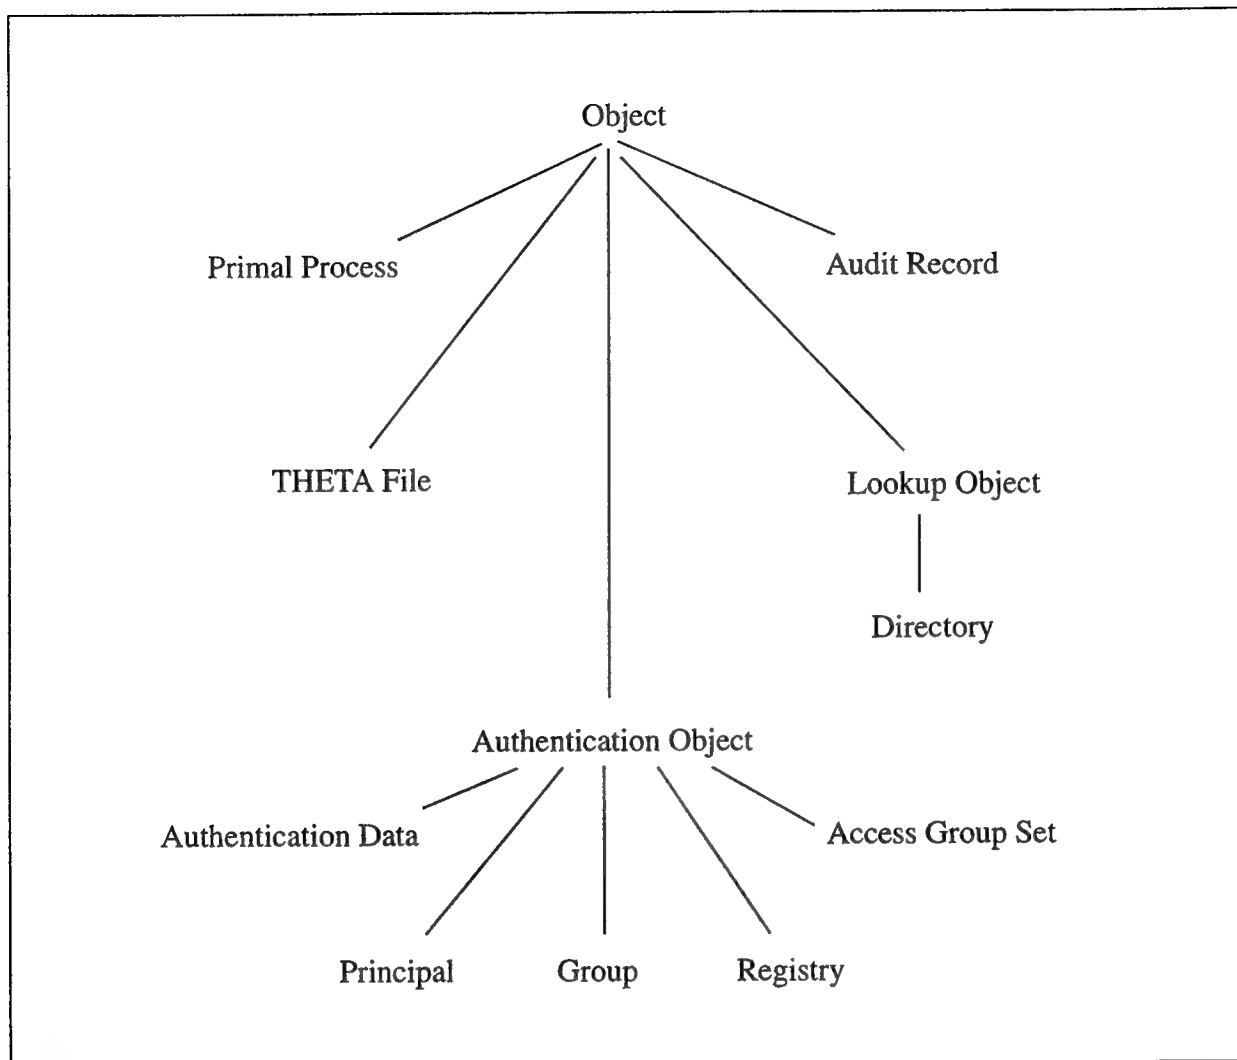 Object
Primal Process
Audit Record
THETA File
Lookup Object
Directory
Authentication Object
Authentication Data
Access Group Set
Principal
Group
Registry